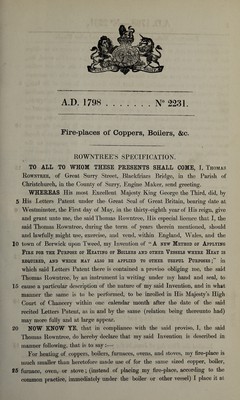 A.D. 1798 . . . . . . . N° 2231.
Fire-places of Coppers, Boilers, &c.
ROWNTREE'S SPECIFICATION.
TO ALL TO WHOM THESE PRESENTS SHALL COME, I, THOMAS
ROWNTREE, of Great Surry Street, Blackfriars Bridge, in the Parish of
Christchurch, in the County of Surry, Engine Maker, send greeting.
WHEREAS His most Excellent Majesty King George the Third, did, by
5 His Letters Patent under the Great Seal of Great Britain, bearing date at
Westminster, the First day of May, in the thirty-eighth year of His reign, give
and grant unto me, the said Thomas Rowntree, His especial licence that I, the
said Thomas Rowntree, during the term of years therein mentioned, should
and lawfully might use, exercise, and vend, within England, Wales, and the
10 town of Berwick upon Tweed, my Invention of "A NEW METHOD OF APPLYING
FIRE FOR THE PURPOSE OF HEATING OF BOILERS AND OTHER VESSELS WHERE HEAT IS
REQUIRED, AND WHICH MAY ALSO BE APPLIED TO OTHER USEFUL PURPOSES;" in
which said Letters Patent there is contained a proviso obliging me, the said
Thomas Rowntree, by an instrument in writing under my hand and seal, to
15 cause a particular description of the nature of my said Invention, and in what
manner the same is to be performed, to be inrolled in His Majesty's High
Court of Chancery within one calendar month after the date of the said
recited Letters Patent, as in and by the same (relation being thereunto had)
may more fully and at large appear.
20 NOW KNOW YE, that in compliance with the said proviso, I, the said
Thomas Rowntree, do hereby declare that my said Invention is described in
manner following, that is to say:—
For heating of coppers, boilers, furnaces, ovens, and stoves, my fire-place is
much smaller than heretofore made use of for the same sized copper, boiler,
25 furnace, oven, or stove; (instead of placing my fire-place, according to the
common practice, immediately under the boiler or other vessel) I place it at